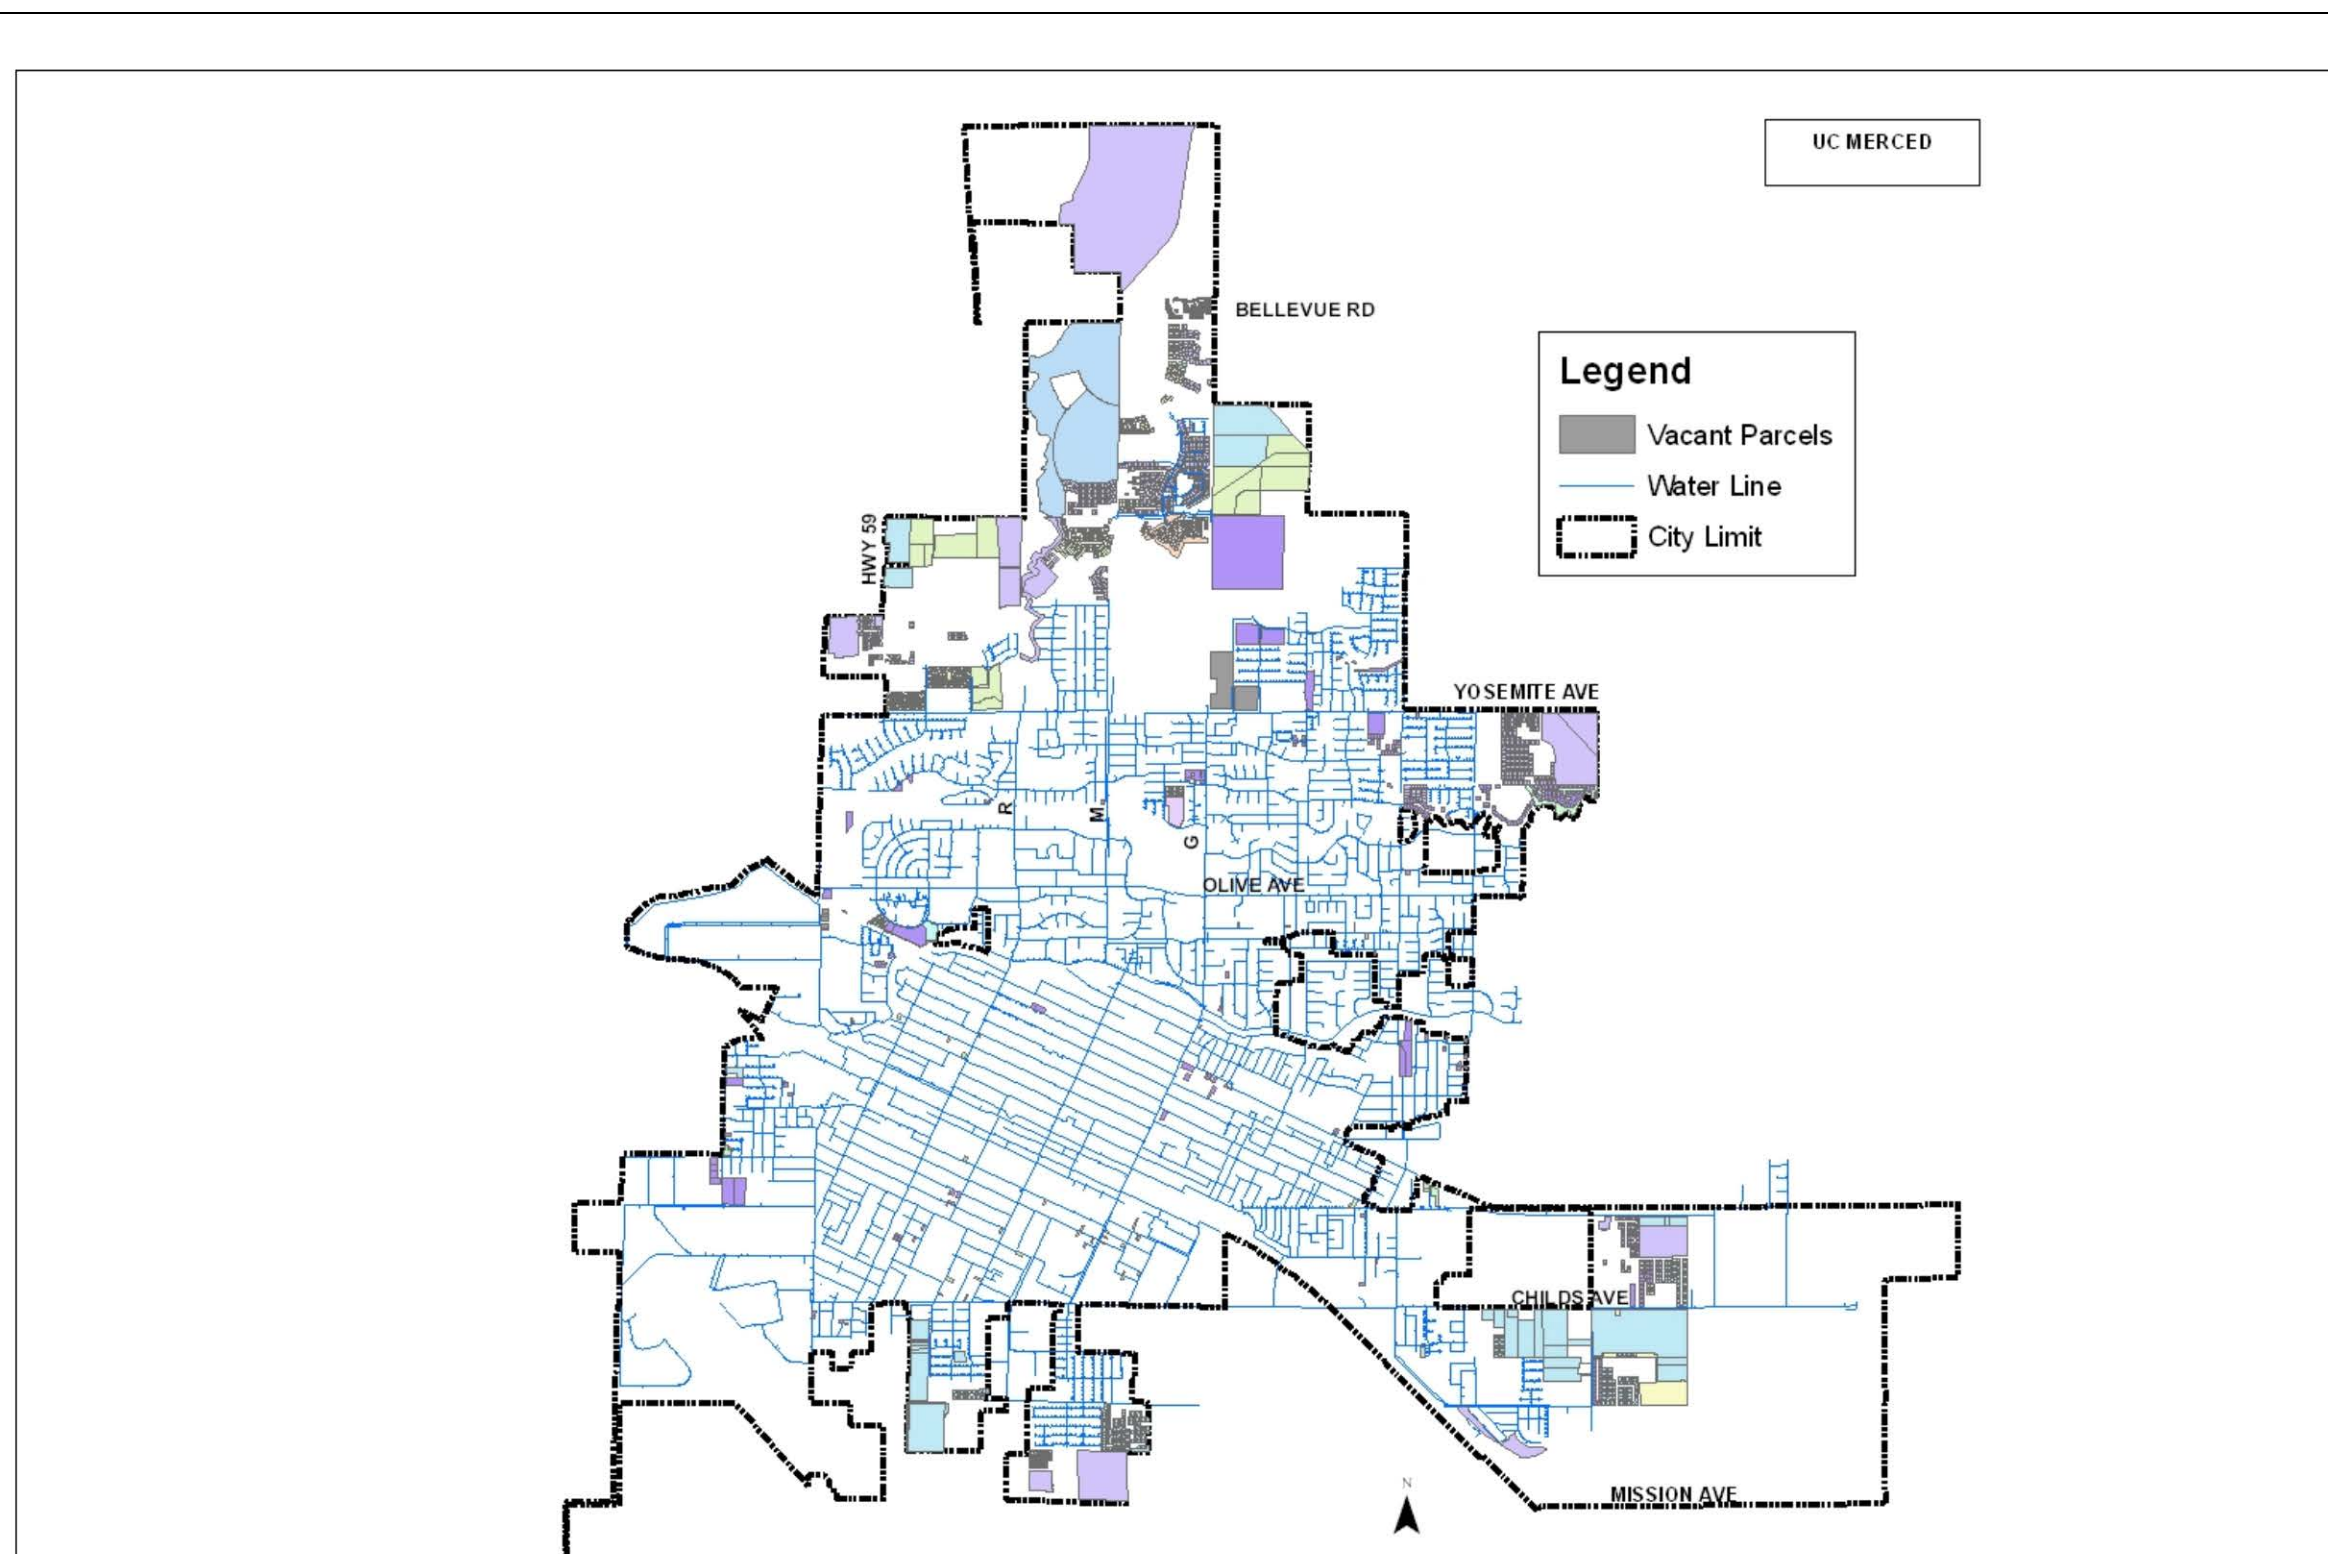 UC MERCED
BELLEVUE RD
Legend
Vacant Parcels
Water Line
City Limit
HWY 59
YOSEMITE AVE
R
M
G
OLIVE AVE
CHILDS AVE
N
MISSION AVE